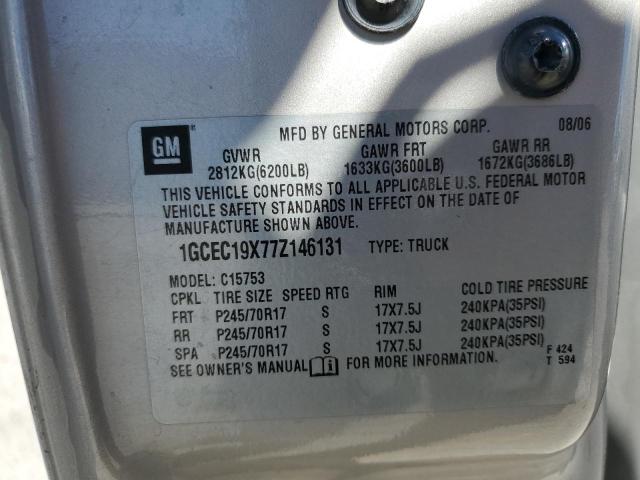 GM
MFD BY GENERAL MOTORS CORP. 08/06
GVWR GAWR FRT GAWR RR
2812KG(6200LB) 1633KG(3600LB) 1672KG(3686LB)
THIS VEHICLE CONFORMS TO ALL APPLICABLE U.S. FEDERAL MOTOR
VEHICLE SAFETY STANDARDS IN EFFECT ON THE DATE OF
MANUFACTURE SHOWN ABOVE.
1GCEC19X77Z146131 TYPE: TRUCK
MODEL: C15753
CPKL TIRE SIZE SPEED RTG RIM COLD TIRE PRESSURE
FRT P245/70R17 S 17X7.5J 240KPA(35PSI)
RR P245/70R17 S 17X7.5J 240KPA(35PSI)
SPA P245/70R17 S 17X7.5J 240KPA(35PSI)
SEE OWNER'S MANUAL FOR MORE INFORMATION.
F 424
T 594